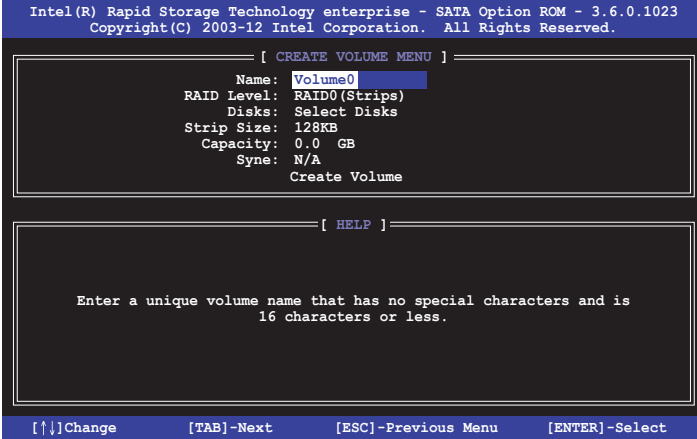 Intel(R) Rapid Storage Technology enterprise - SATA Option ROM - 3.6.0.1023
Copyright(C) 2003-12 Intel Corporation. All Rights Reserved.
[ CREATE VOLUME MENU ]
Name: Volume0
RAID Level: RAID0(Strips)
Disks: Select Disks
Strip Size: 128KB
Capacity: 0.0 GB
Syne: N/A
Create Volume
[ HELP ]
Enter a unique volume name that has no special characters and is
16 characters or less.
[↑↓]Change [TAB]-Next [ESC]-Previous Menu [ENTER]-Select